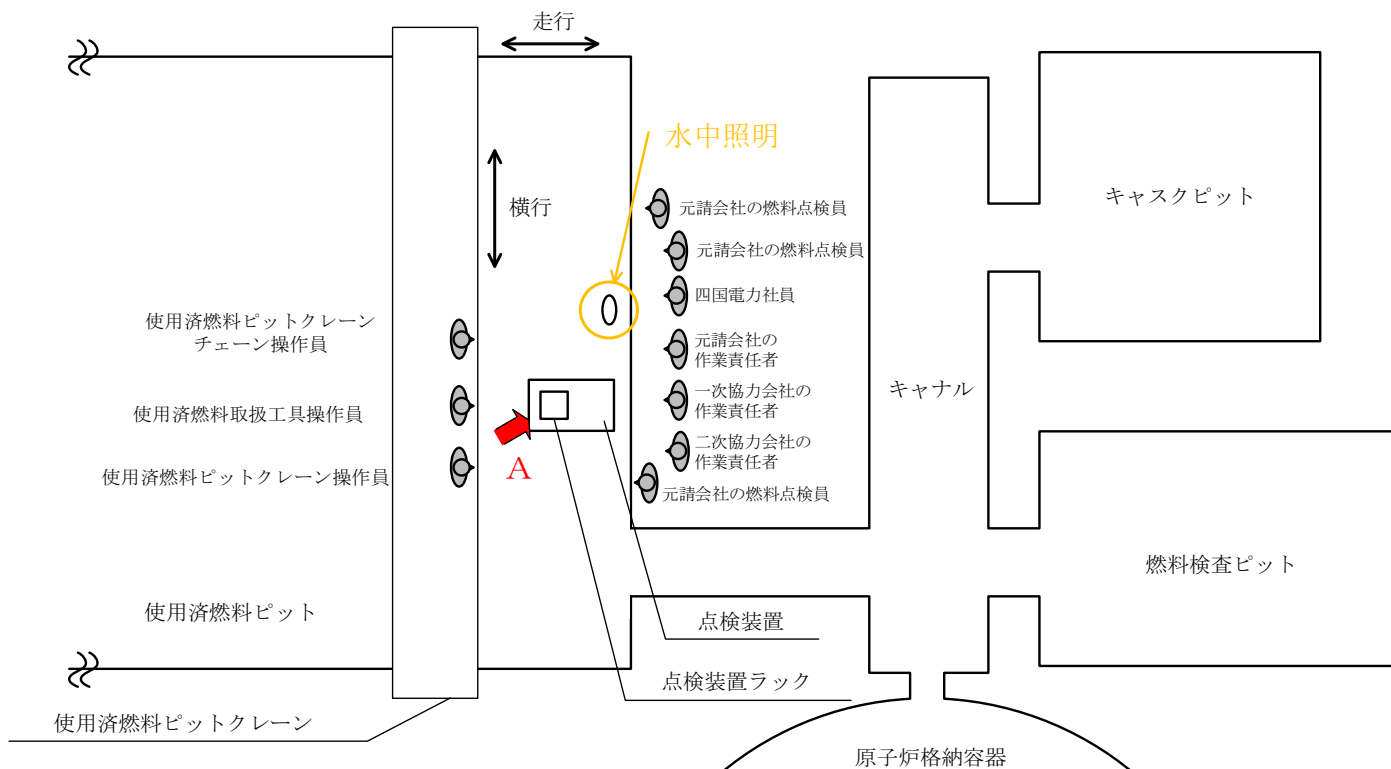 走行
水中照明
キャスクピット
横行
元請会社の燃料点検員
元請会社の燃料点検員
四国電力社員
使用済燃料ピットクレーン
チェーン操作員
元請会社の
作業責任者
使用済燃料取扱工具操作員
一次協力会社の
作業責任者
キャナル
使用済燃料ピットクレーン操作員
A
二次協力会社の
作業責任者
元請会社の燃料点検員
燃料検査ピット
使用済燃料ピット
点検装置
点検装置ラック
使用済燃料ピットクレーン
原子炉格納容器